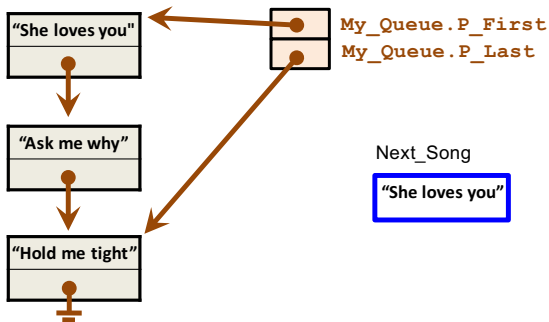 “She loves you"
My_Queue.P_First
My_Queue.P_Last
“Ask me why”
Next_Song
“She loves you”
“Hold me tight”